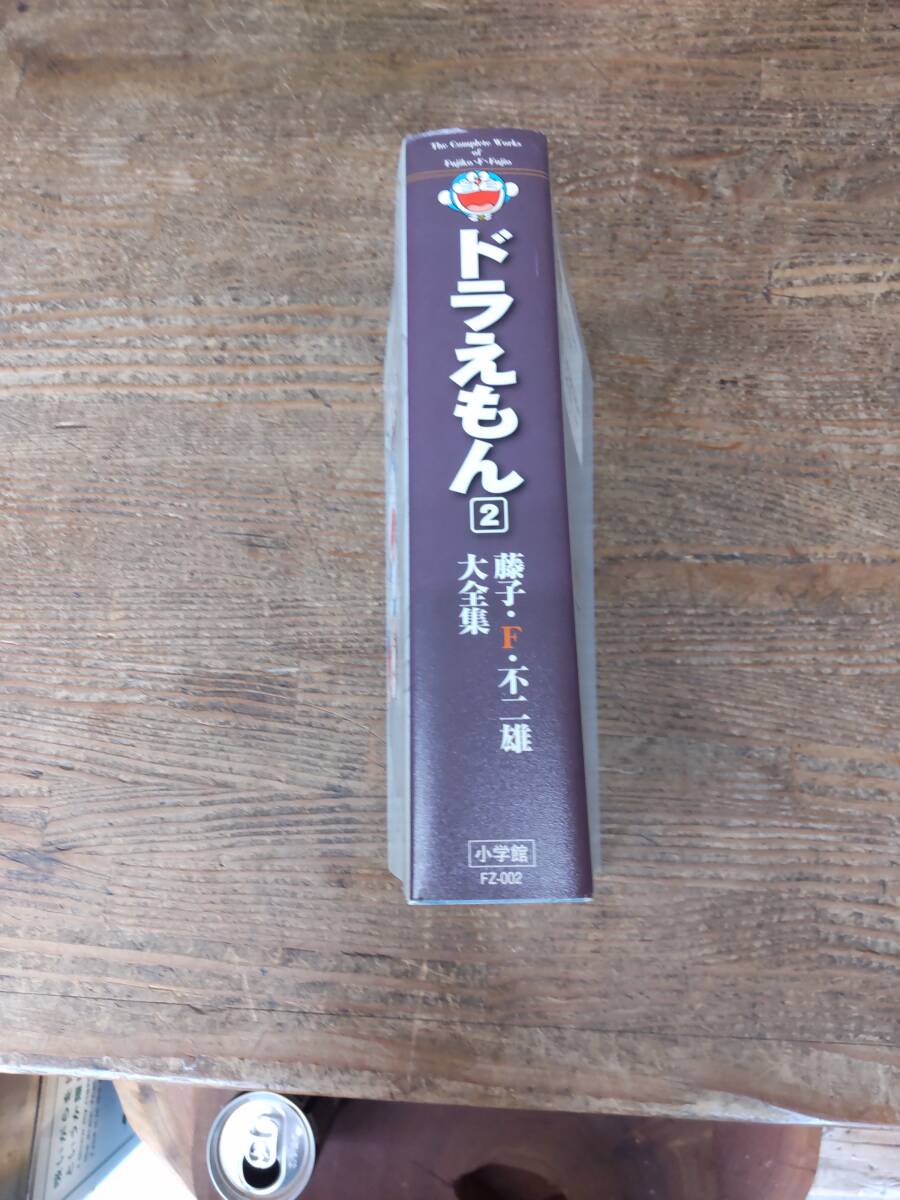 The Complete Works
of
Fujiko・F・Fujio
ドラえもん
2
藤子・F・不二雄
大全集
小学館
FZ-002